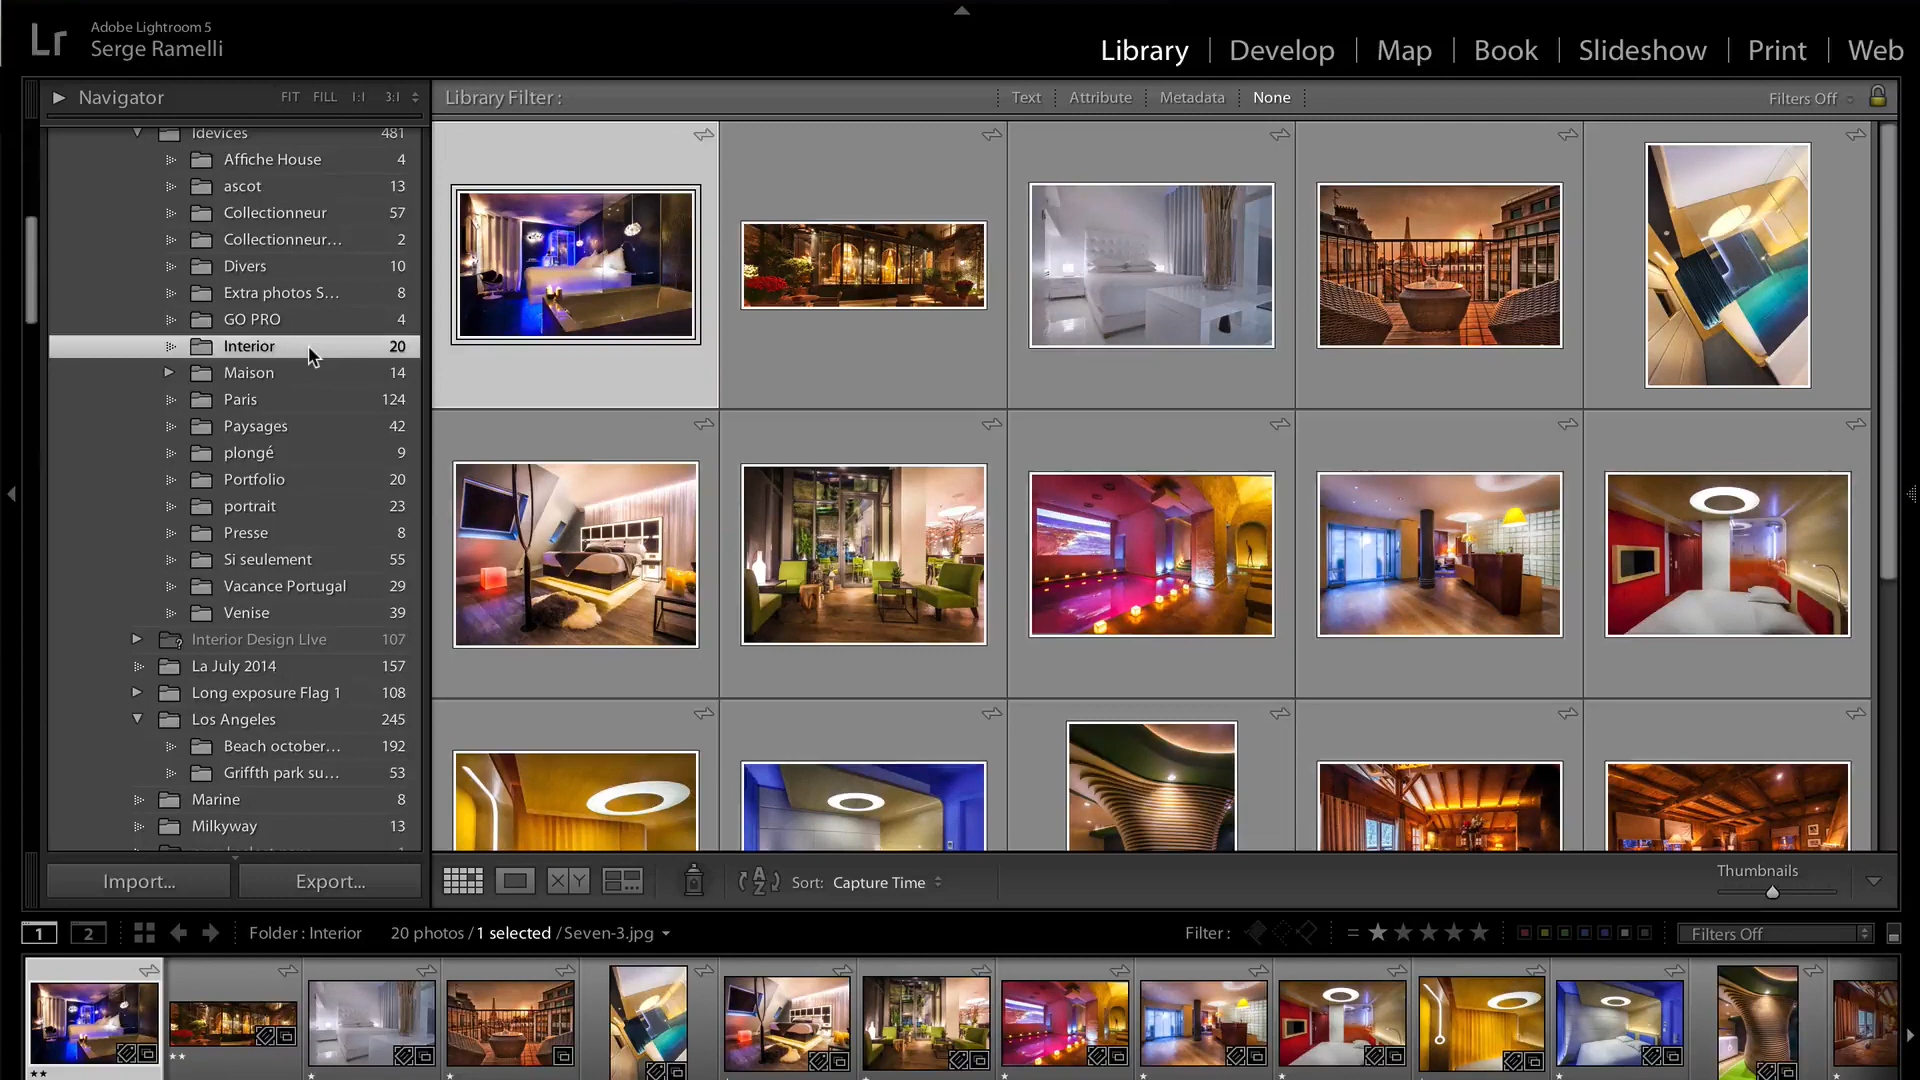 Lr
Adobe Lightroom 5
Serge Ramelli
Library
Develop
Map
Book
Slideshow
Print
Web
Navigator
FIT FILL 1:1 3:1
Library Filter :
Text
Attribute
Metadata
None
Filters Off
Idevices 481
Affiche House 4
ascot 13
Collectionneur 57
Collectionneur... 2
Divers 10
Extra photos S... 8
GO PRO 4
Interior 20
Maison 14
Paris 124
Paysages 42
plongé 9
Portfolio 20
portrait 23
Presse 8
Si seulement 55
Vacance Portugal 29
Venise 39
Interior Design LIve 107
La July 2014 157
Long exposure Flag 1 108
Los Angeles 245
Beach october... 192
Griffth park su... 53
Marine 8
Milkyway 13
Import...
Export...
X Y
A Z
Sort: Capture Time
Thumbnails
1
2
Folder : Interior
20 photos / 1 selected / Seven-3.jpg
Filter :
Filters Off